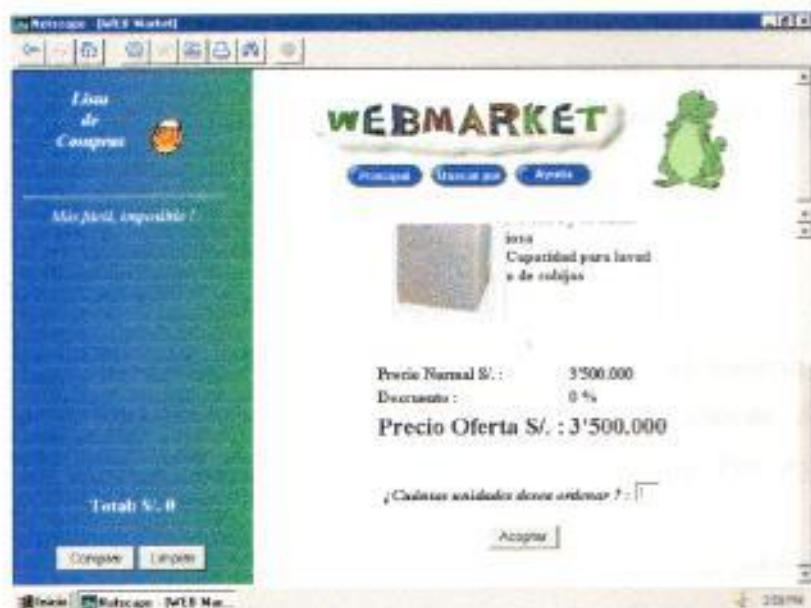 Netscape - [WEB Market]
Lista
de
Compras
Más fácil, imposible !
Total: S/. 0
Comprar Limpiar
WEBMARKET
Principal Buscar por Ayuda
iosa
Capacidad para lavad
o de cobijas
Precio Normal S/. : 3'500.000
Descuento : 0 %
Precio Oferta S/. : 3'500.000
¿Cuántas unidades desea ordenar ? : 1
Aceptar
Inicio Netscape - [WEB Mar...